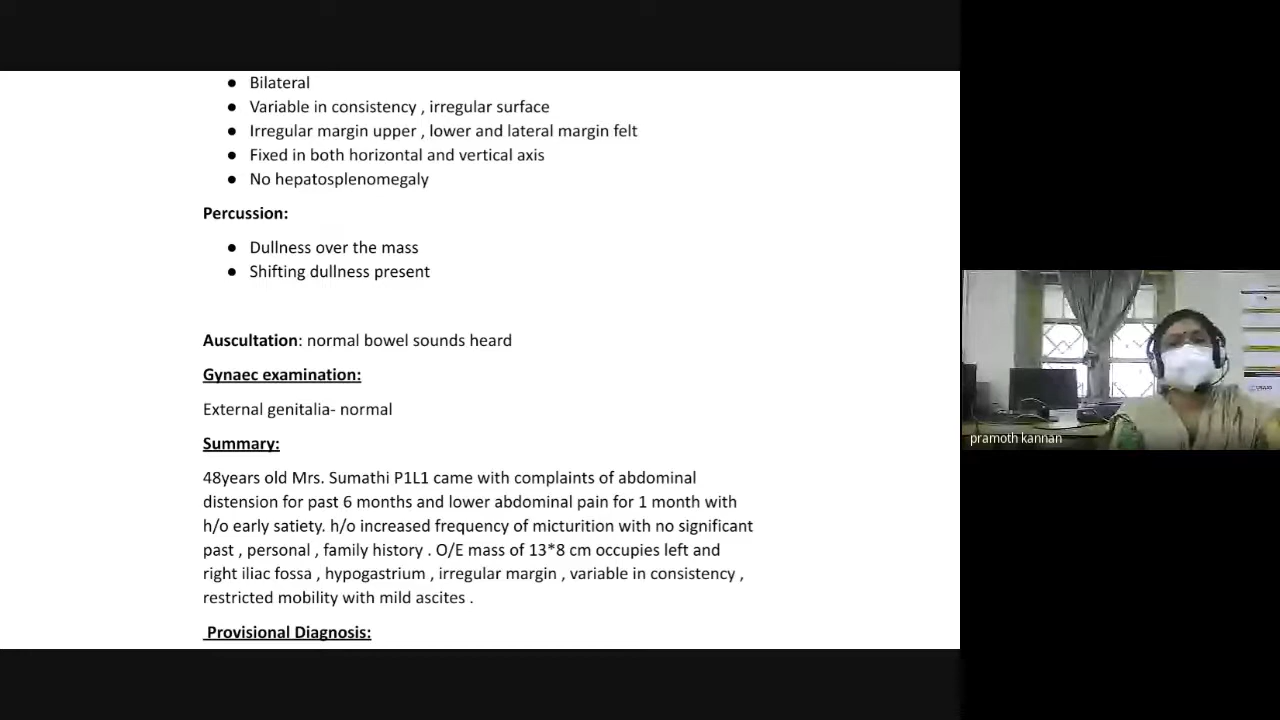 ● Bilateral
● Variable in consistency , irregular surface
● Irregular margin upper , lower and lateral margin felt
● Fixed in both horizontal and vertical axis
● No hepatosplenomegaly
Percussion:
● Dullness over the mass
● Shifting dullness present
Auscultation: normal bowel sounds heard
Gynaec examination:
External genitalia- normal
Summary:
48years old Mrs. Sumathi P1L1 came with complaints of abdominal
distension for past 6 months and lower abdominal pain for 1 month with
h/o early satiety. h/o increased frequency of micturition with no significant
past , personal , family history . O/E mass of 13*8 cm occupies left and
right iliac fossa , hypogastrium , irregular margin , variable in consistency ,
restricted mobility with mild ascites .
Provisional Diagnosis:
pramoth kannan